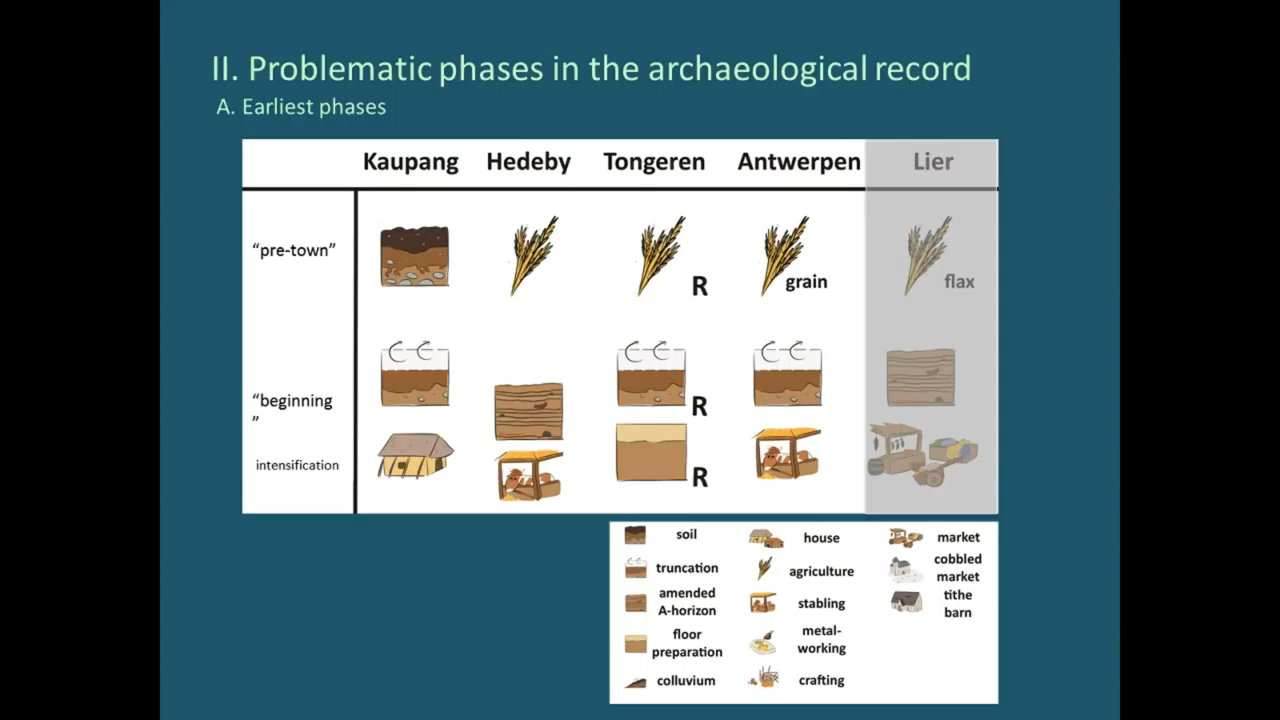 II. Problematic phases in the archaeological record
A. Earliest phases
Kaupang Hedeby Tongeren Antwerpen Lier
“pre-town”
R
grain
flax
“beginning
”
R
intensification
R
soil
house
market
truncation
agriculture
cobbled
market
amended
A-horizon
stabling
tithe
barn
floor
preparation
metal-
working
colluvium
crafting